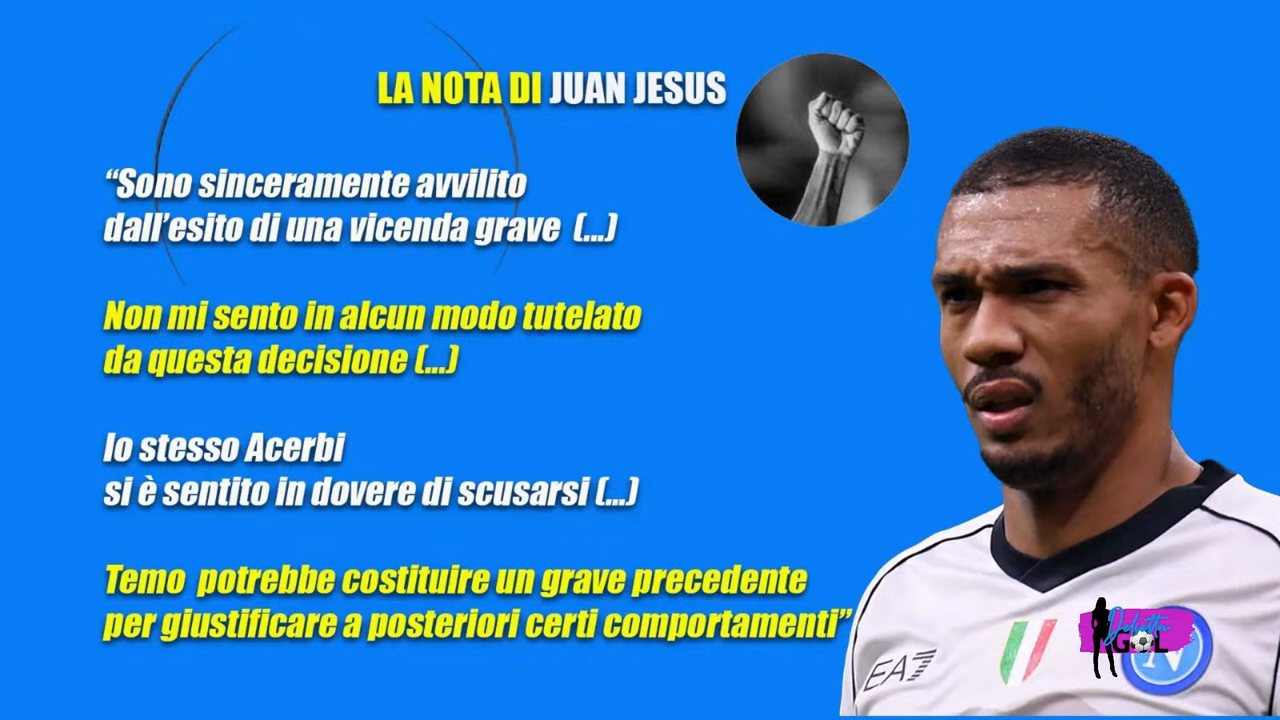 LA NOTA DI JUAN JESUS
“Sono sinceramente avvilito
dall’esito di una vicenda grave (...)
Non mi sento in alcun modo tutelato
da questa decisione (...)
lo stesso Acerbi
si è sentito in dovere di scusarsi (...)
Temo potrebbe costituire un grave precedente
per giustificare a posteriori certi comportamenti”
EA7
GOL
N